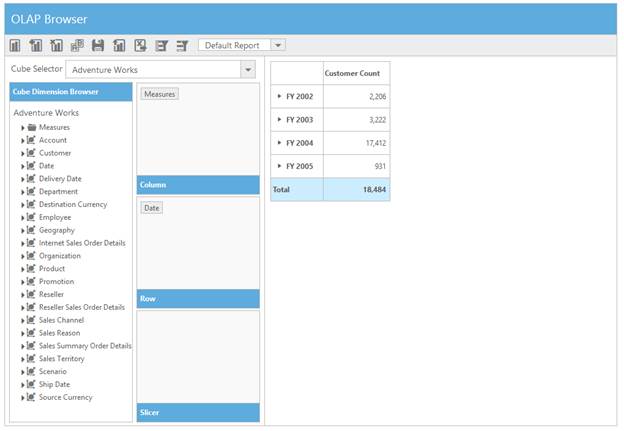 OLAP Browser
Default Report
Cube Selector Adventure Works
Cube Dimension Browser
Adventure Works
Measures
Account
Customer
Date
Delivery Date
Department
Destination Currency
Employee
Geography
Internet Sales Order Details
Organization
Product
Promotion
Reseller
Reseller Sales Order Details
Sales Channel
Sales Reason
Sales Summary Order Details
Sales Territory
Scenario
Ship Date
Source Currency
Measures
Column
Date
Row
Slicer
Customer Count
FY 2002 2,206
FY 2003 3,222
FY 2004 17,412
FY 2005 931
Total 18,484